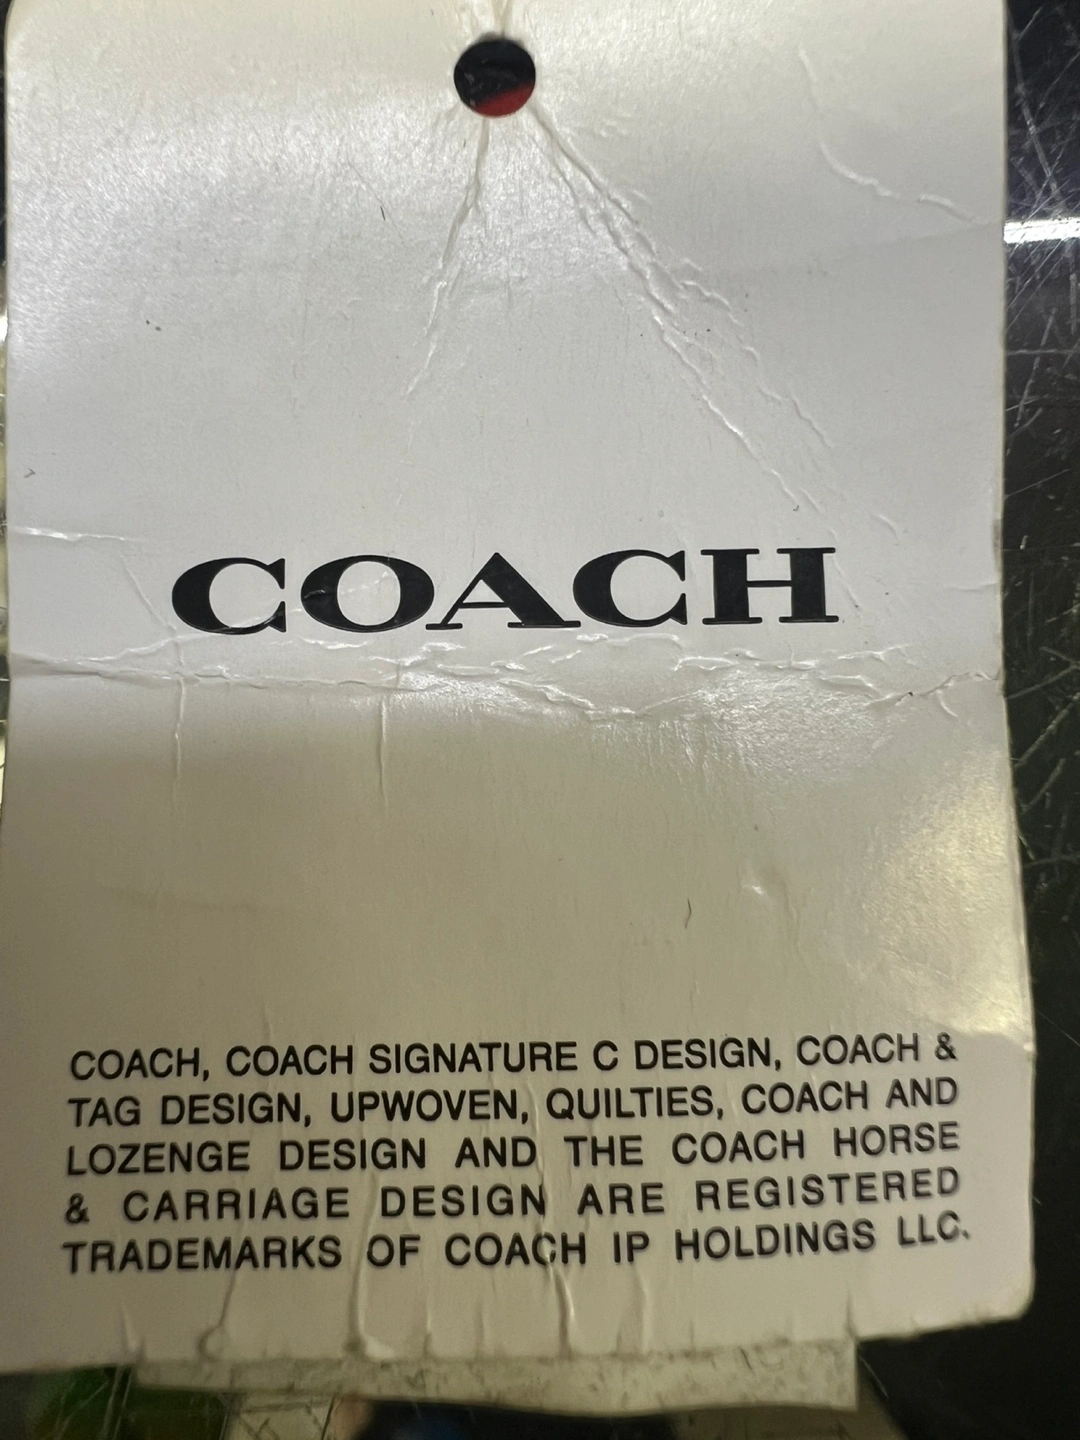 COACH
COACH, COACH SIGNATURE C DESIGN, COACH &
TAG DESIGN, UPWOVEN, QUILTIES, COACH AND
LOZENGE DESIGN AND THE COACH HORSE
& CARRIAGE DESIGN ARE REGISTERED
TRADEMARKS OF COACH IP HOLDINGS LLC.